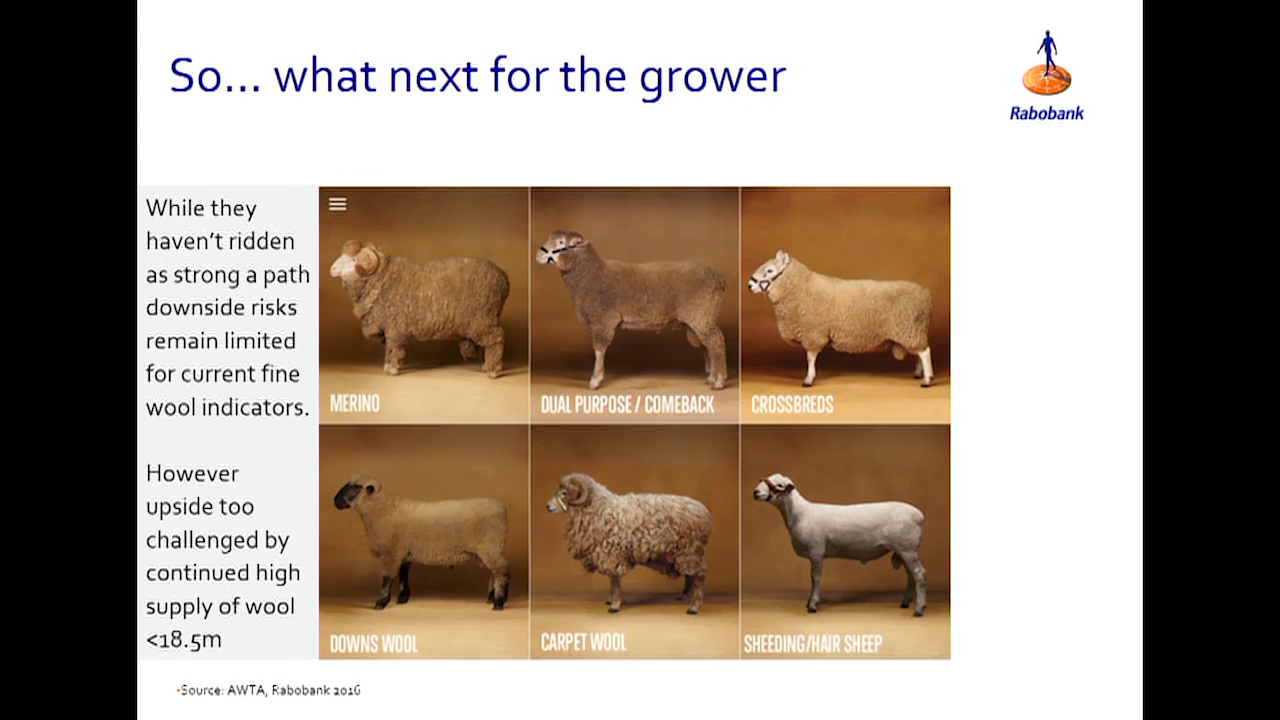 So... what next for the grower
Rabobank
While they
haven't ridden
as strong a path
downside risks
remain limited
for current fine
wool indicators.
However
upside too
challenged by
continued high
supply of wool
<18.5m
MERINO
DUAL PURPOSE / COMEBACK
CROSSBREDS
DOWNS WOOL
CARPET WOOL
SHEEDING/HAIR SHEEP
•Source: AWTA, Rabobank 2016